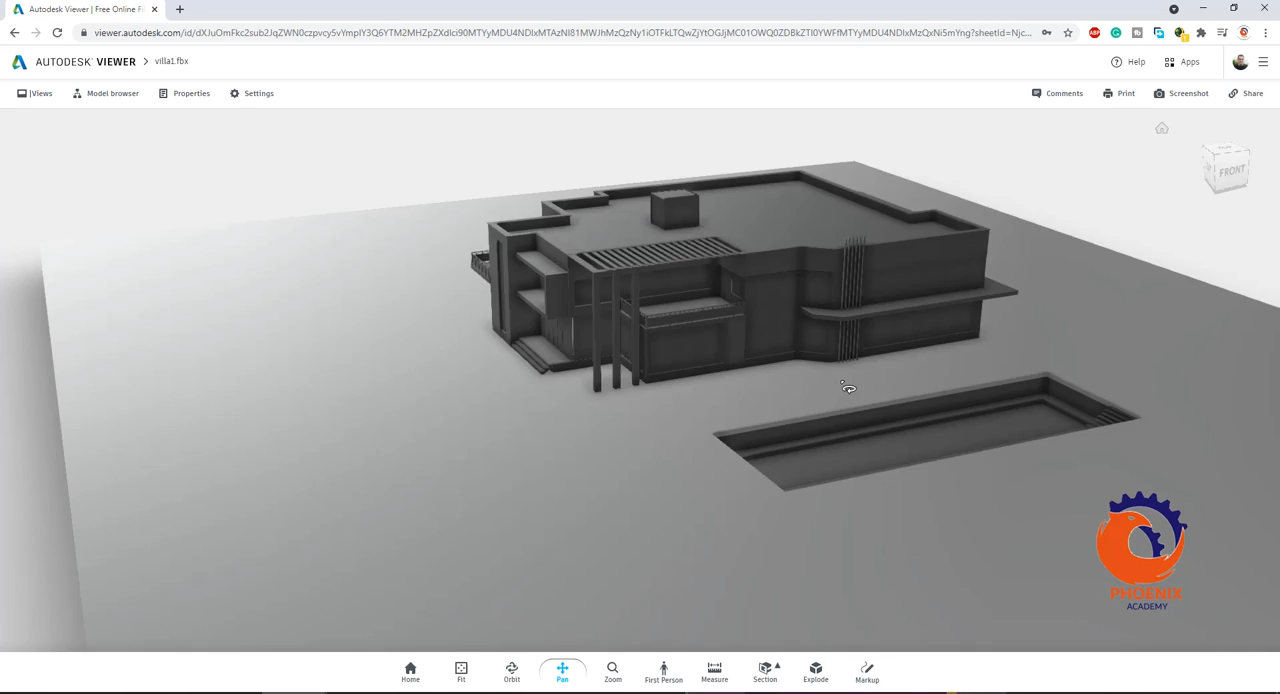 Autodesk Viewer | Free Online Fi
viewer.autodesk.com/id/dXJuOmFkc2sub2JqZWN0czpvcy5vYmplY3Q6YTM2MHZpZXdlci90MTYyMDU4NDIxMTAzNl81MWJhMzQzNy1iOTFkLTQwZjYtOGJjMC01OWQ0ZDBkZTI0YWFfMTYyMDU4NDIxMzQxNi5mYng?sheetId=Njc...
AUTODESK VIEWER > villa1.fbx
Help
Apps
Views
Model browser
Properties
Settings
Comments
Print
Screenshot
Share
FRONT
PHOENIX
ACADEMY
Home
Fit
Orbit
Pan
Zoom
First Person
Measure
Section
Explode
Markup